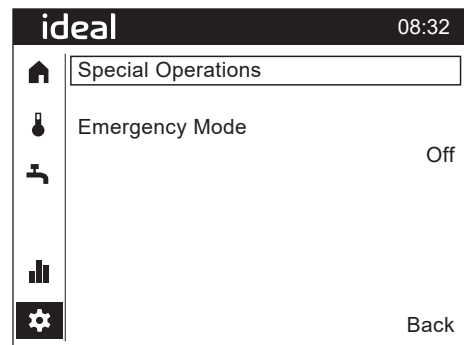 ideal 08:32
Special Operations
Emergency Mode
Off
Back